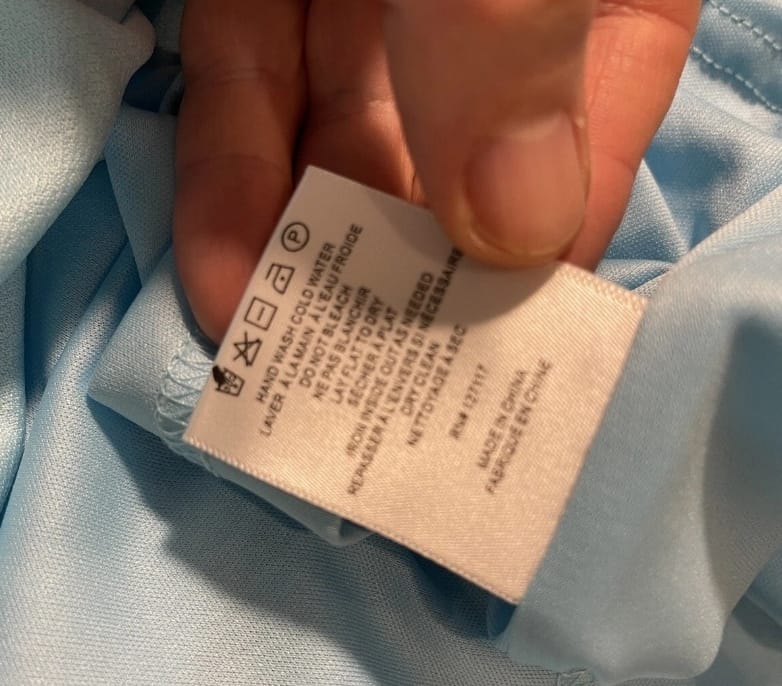 P
HAND WASH COLD WATER
LAVER À LA MAIN À L'EAU FROIDE
DO NOT BLEACH
NE PAS BLANCHIR
LAY FLAT TO DRY
SÉCHER À PLAT
IRON INSIDE OUT AS NEEDED
REPASSER À L'ENVERS SI NÉCESSAIRE
DRY CLEAN
NETTOYAGE À SEC
RN# 127117
MADE IN CHINA
FABRIQUÉ EN CHINE